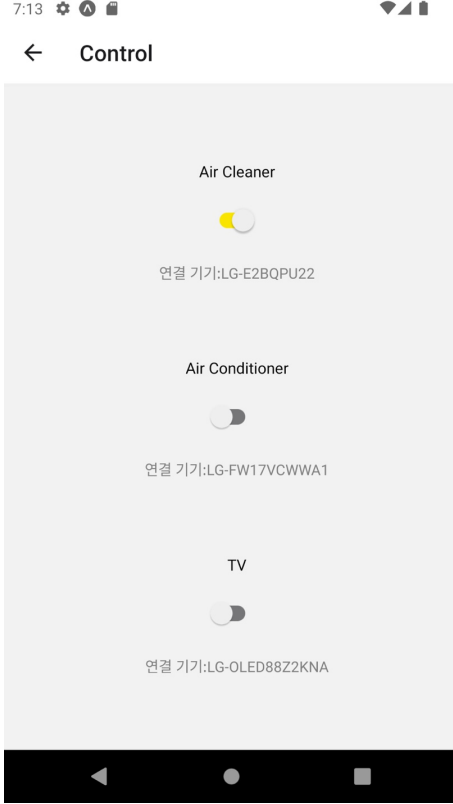 7:13
Control
Air Cleaner
연결 기기:LG-E2BQPU22
Air Conditioner
연결 기기:LG-FW17VCWWA1
TV
연결 기기:LG-OLED88Z2KNA